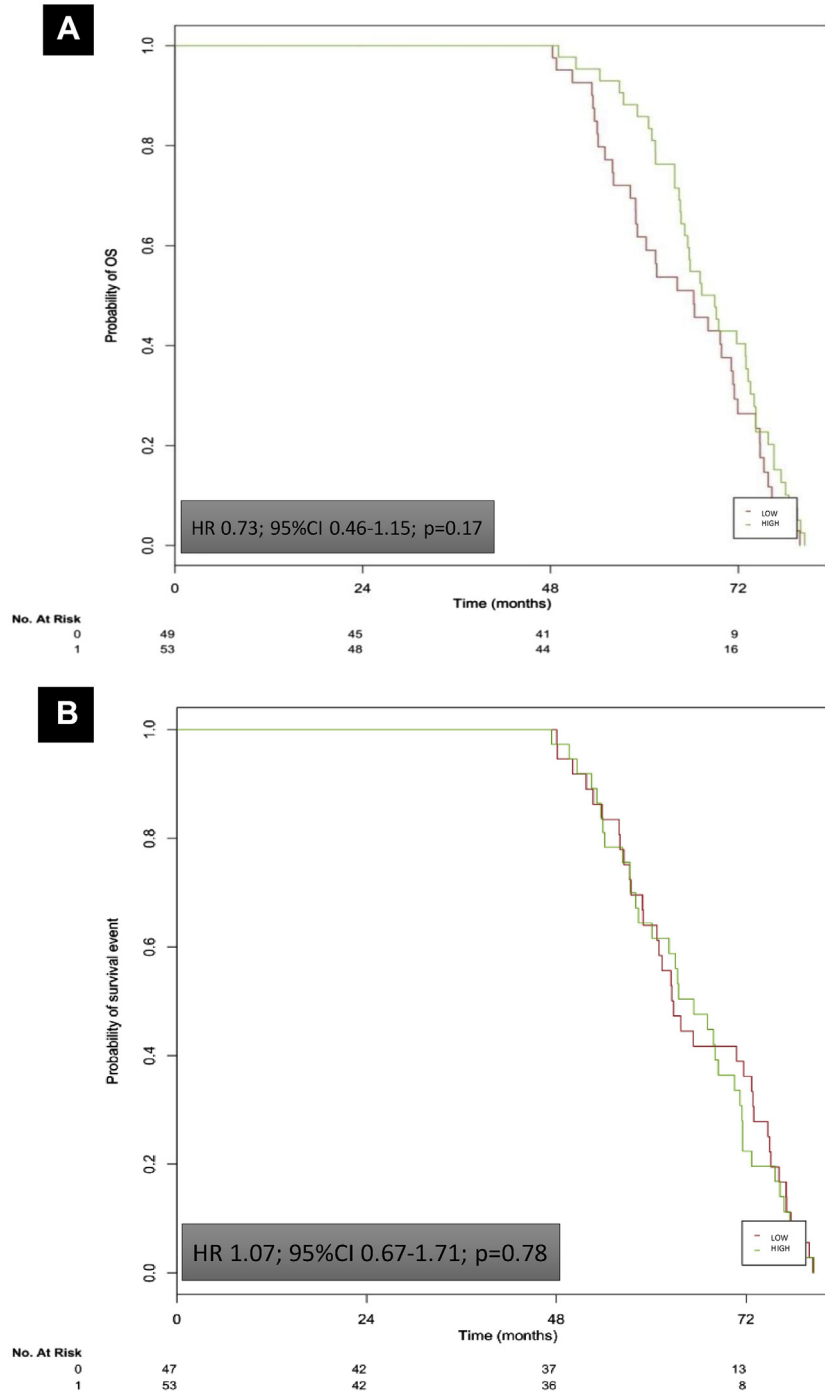 A
1.0
0.8
0.6
0.4
0.2
0.0
Probability of OS
HR 0.73; 95%CI 0.46-1.15; p=0.17
LOW
HIGH
0 24 48 72
Time (months)
No. At Risk
0 49 45 41 9
1 53 48 44 16
B
1.0
0.8
0.6
0.4
0.2
0.0
Probability of survival event
HR 1.07; 95%CI 0.67-1.71; p=0.78
LOW
HIGH
0 24 48 72
Time (months)
No. At Risk
0 47 42 37 13
1 53 42 36 8